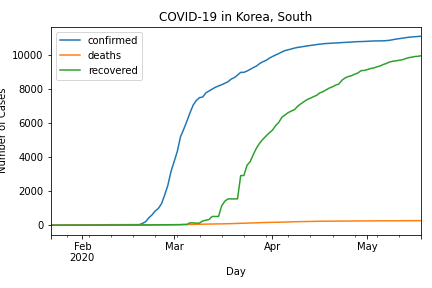 COVID-19 in Korea, South
confirmed
deaths
recovered
Number of Cases
10000
8000
6000
4000
2000
0
Feb
2020
Mar
Apr
May
Day